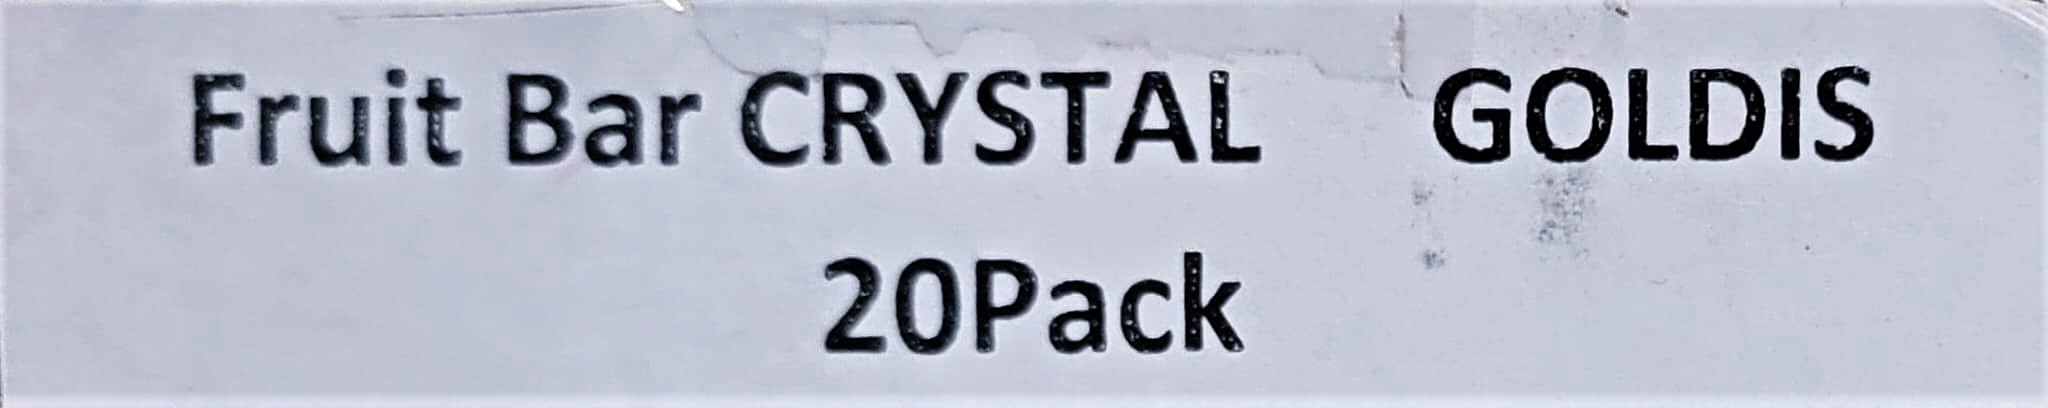 Fruit Bar CRYSTAL GOLDIS
20Pack